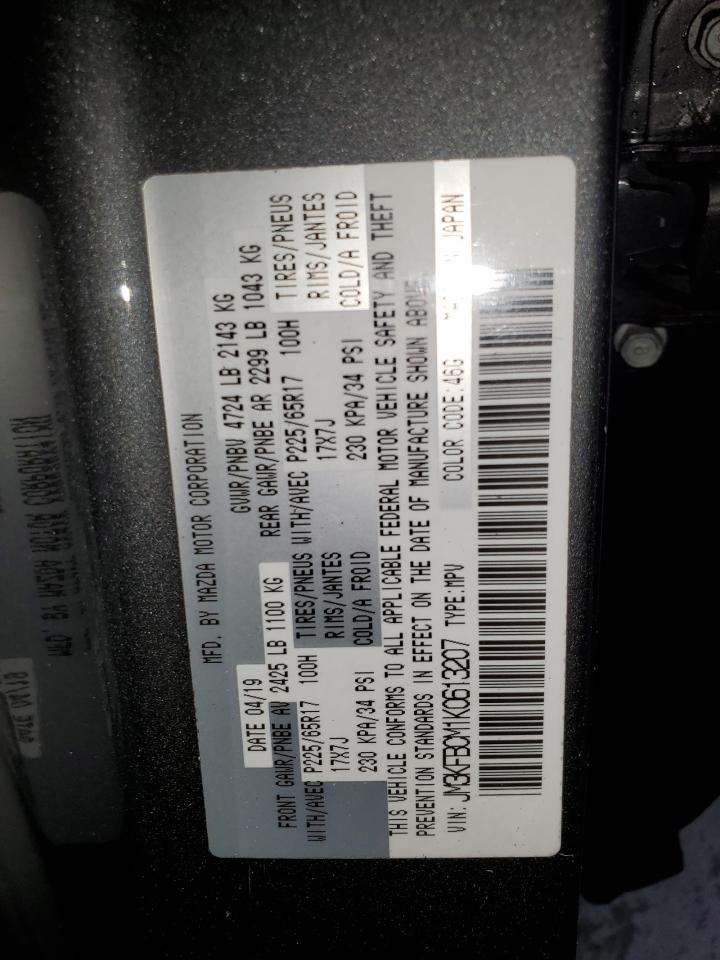 MFD. BY MAZDA MOTOR CORPORATION
DATE 04/19 GVWR/PNBV 4724 LB 2143 KG
FRONT GAWR/PNBE AV 2425 LB 1100 KG REAR GAWR/PNBE AR 2299 LB 1043 KG
WITH/AVEC P225/65R17 100H TIRES/PNEUS WITH/AVEC P225/65R17 100H TIRES/PNEUS
17X7J RIMS/JANTES 17X7J RIMS/JANTES
230 KPA/34 PSI COLD/A FROID 230 KPA/34 PSI COLD/A FROID
THIS VEHICLE CONFORMS TO ALL APPLICABLE FEDERAL MOTOR VEHICLE SAFETY AND THEFT
PREVENTION STANDARDS IN EFFECT ON THE DATE OF MANUFACTURE SHOWN ABOVE.
VIN: JM3KFBCM1K0613207 TYPE:MPV COLOR CODE:46G JAPAN